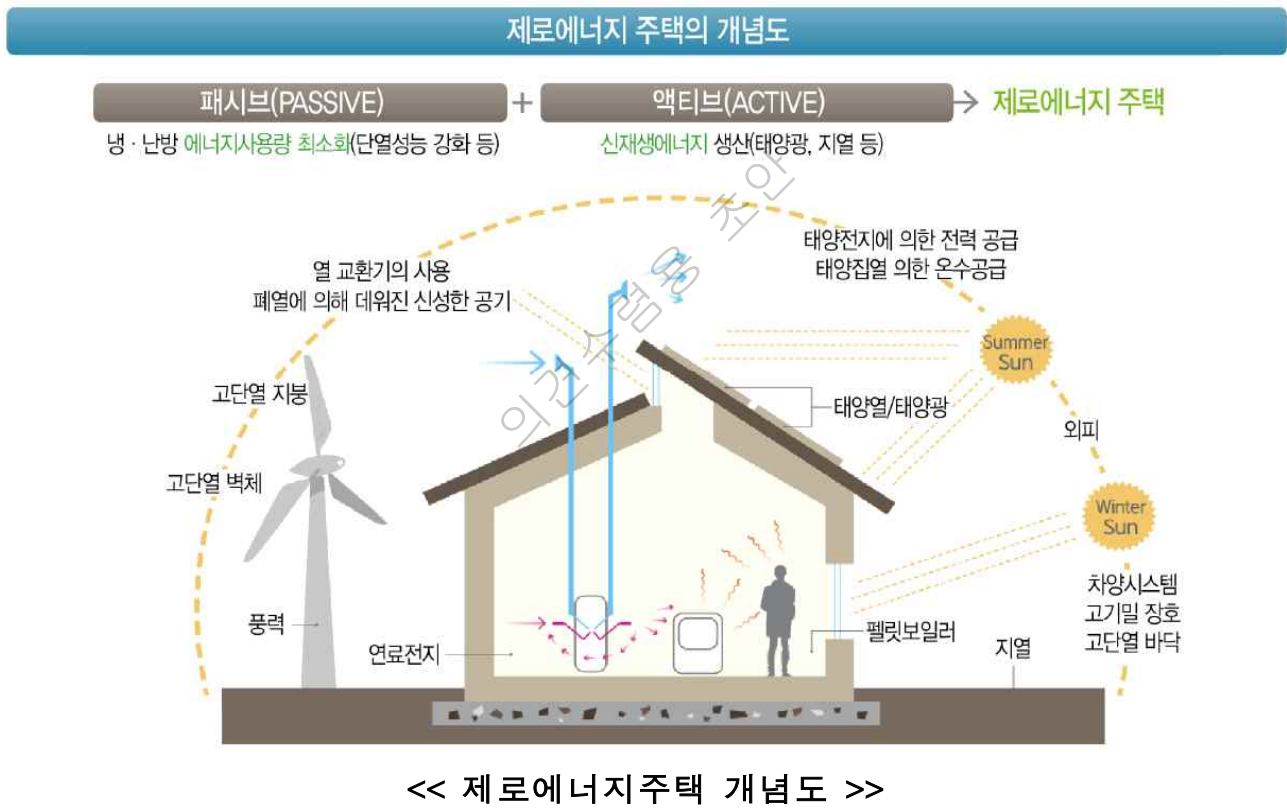 제로에너지 주택의 개념도
패시브(PASSIVE) + 액티브(ACTIVE) → 제로에너지 주택
냉 · 난방 에너지사용량 최소화(단열성능 강화 등)
신재생에너지 생산(태양광, 지열 등)
의견수렴용 초안
태양전지에 의한 전력 공급
태양집열 의한 온수공급
열 교환기의 사용
폐열에 의해 데워진 신성한 공기
Summer
Sun
고단열 지붕
태양열/태양광
외피
고단열 벽체
Winter
Sun
차양시스템
고기밀 장호
고단열 바닥
풍력
연료전지
펠릿보일러
지열
<< 제로에너지주택 개념도 >>